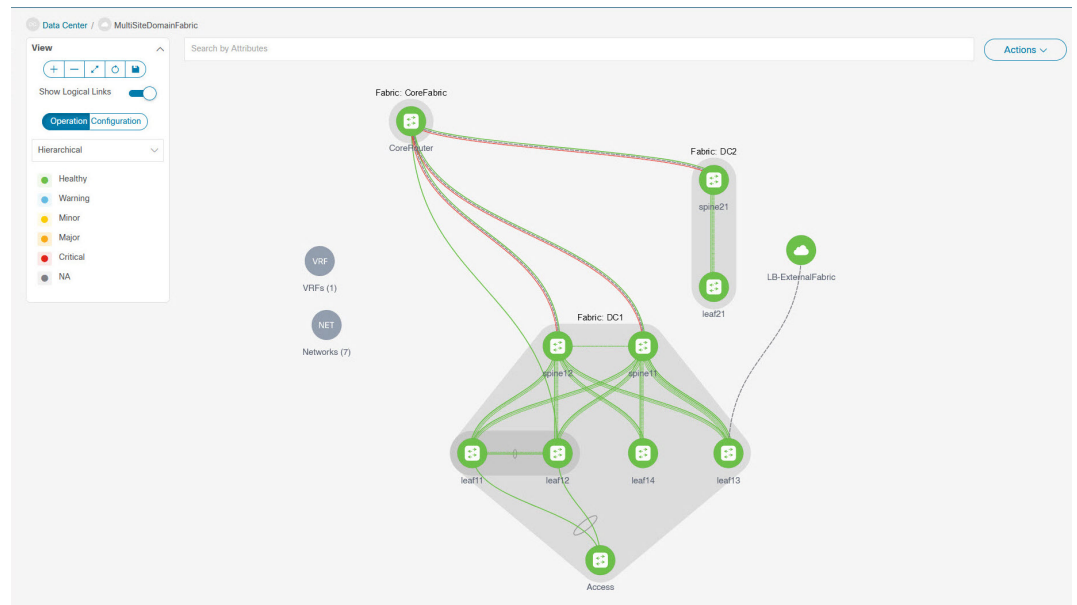 Data Center / MultiSiteDomainFabric
View
Search by Attributes
Actions
Show Logical Links
Operation Configuration
Hierarchical
Healthy
Warning
Minor
Major
Critical
NA
Fabric: CoreFabric
CoreRouter
Fabric: DC2
spine21
leaf21
LB-ExternalFabric
VRF
VRFs (1)
NET
Networks (7)
Fabric: DC1
spine12
spine11
leaf11
leaf12
leaf14
leaf13
Access